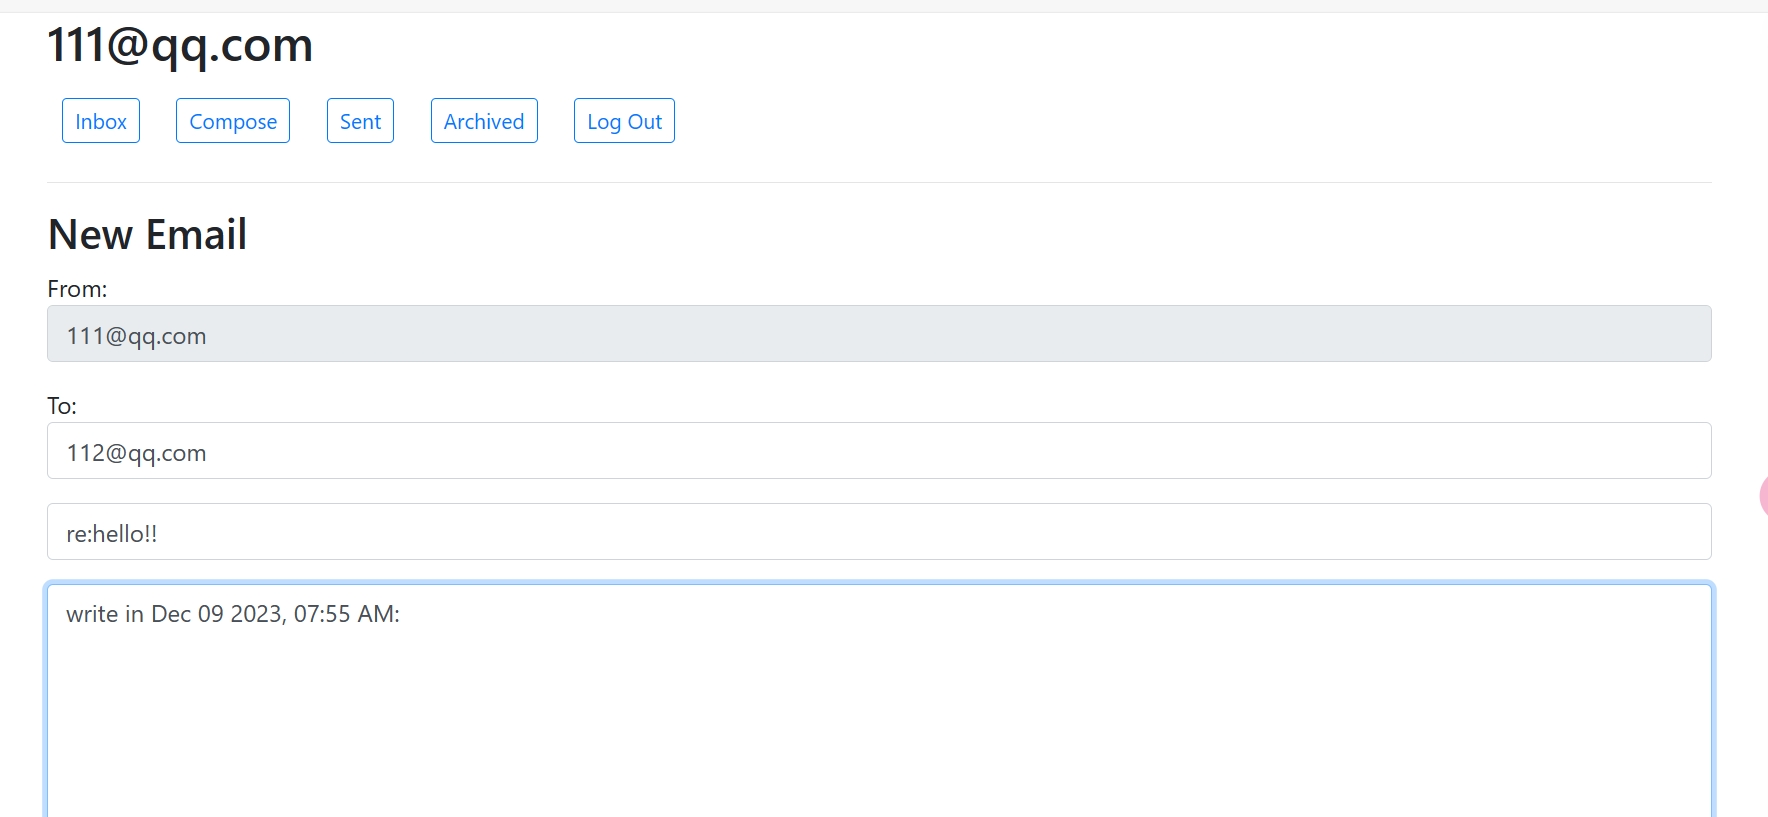 111@qq.com
Inbox Compose Sent Archived Log Out
New Email
From:
111@qq.com
To:
112@qq.com
re:hello!!
write in Dec 09 2023, 07:55 AM: